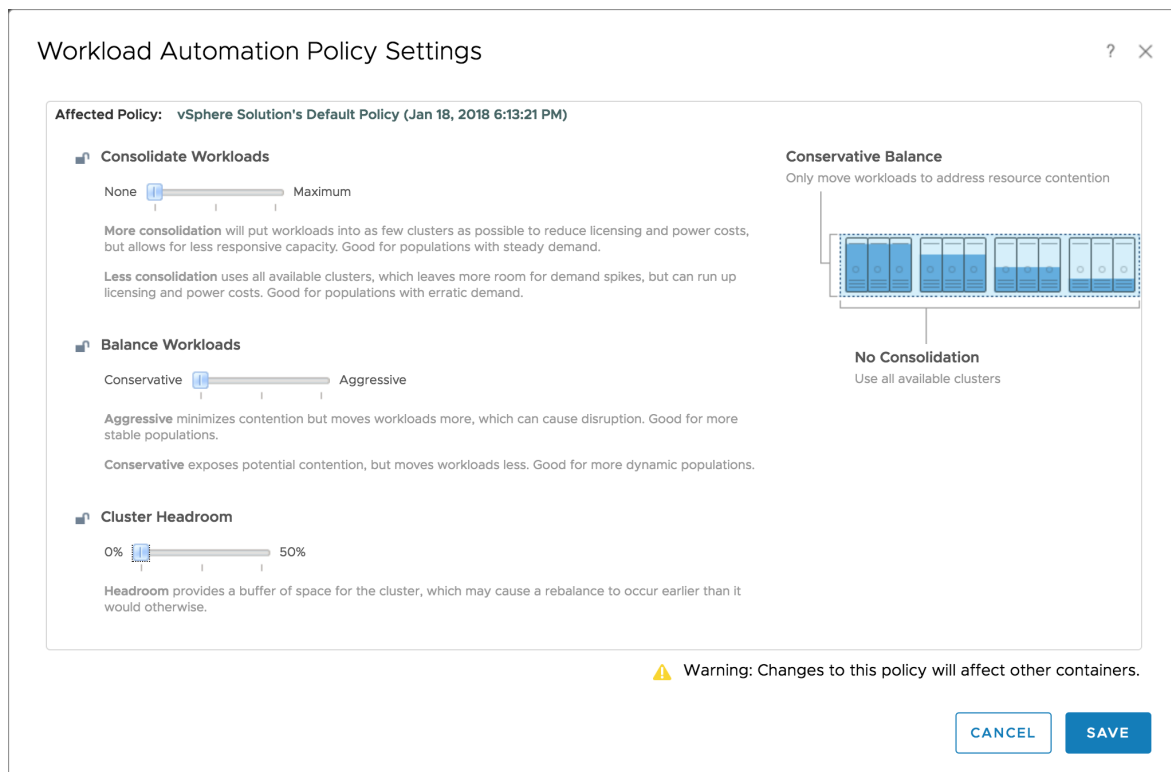 Workload Automation Policy Settings
?
Affected Policy: vSphere Solution's Default Policy (Jan 18, 2018 6:13:21 PM)
Consolidate Workloads
None Maximum
More consolidation will put workloads into as few clusters as possible to reduce licensing and power costs,
but allows for less responsive capacity. Good for populations with steady demand.
Less consolidation uses all available clusters, which leaves more room for demand spikes, but can run up
licensing and power costs. Good for populations with erratic demand.
Balance Workloads
Conservative Aggressive
Aggressive minimizes contention but moves workloads more, which can cause disruption. Good for more
stable populations.
Conservative exposes potential contention, but moves workloads less. Good for more dynamic populations.
Cluster Headroom
0% 50%
Headroom provides a buffer of space for the cluster, which may cause a rebalance to occur earlier than it
would otherwise.
Conservative Balance
Only move workloads to address resource contention
No Consolidation
Use all available clusters
Warning: Changes to this policy will affect other containers.
CANCEL SAVE